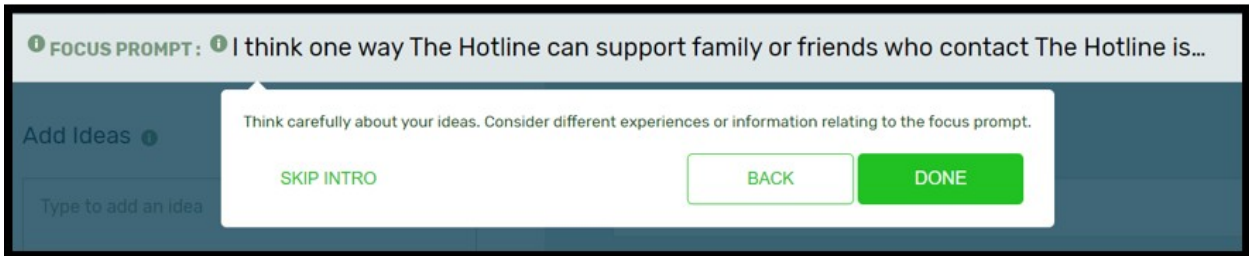 FOCUS PROMPT: I think one way The Hotline can support family or friends who contact The Hotline is...
Think carefully about your ideas. Consider different experiences or information relating to the focus prompt.
Add Ideas
SKIP INTRO BACK DONE
Type to add an idea